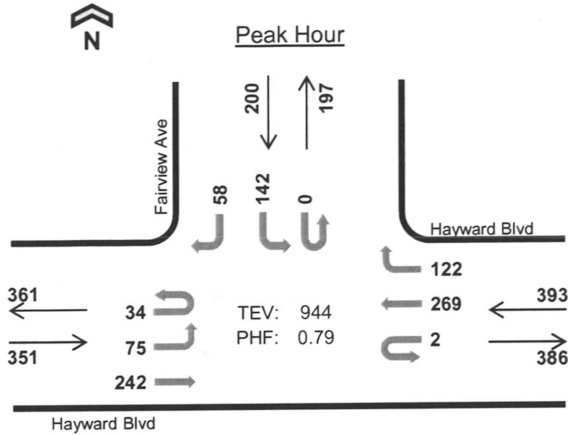 N
Peak Hour
200
197
Fairview Ave
58
142
0
Hayward Blvd
122
361
34
TEV: 944
269
393
351
75
PHF: 0.79
2
386
242
Hayward Blvd